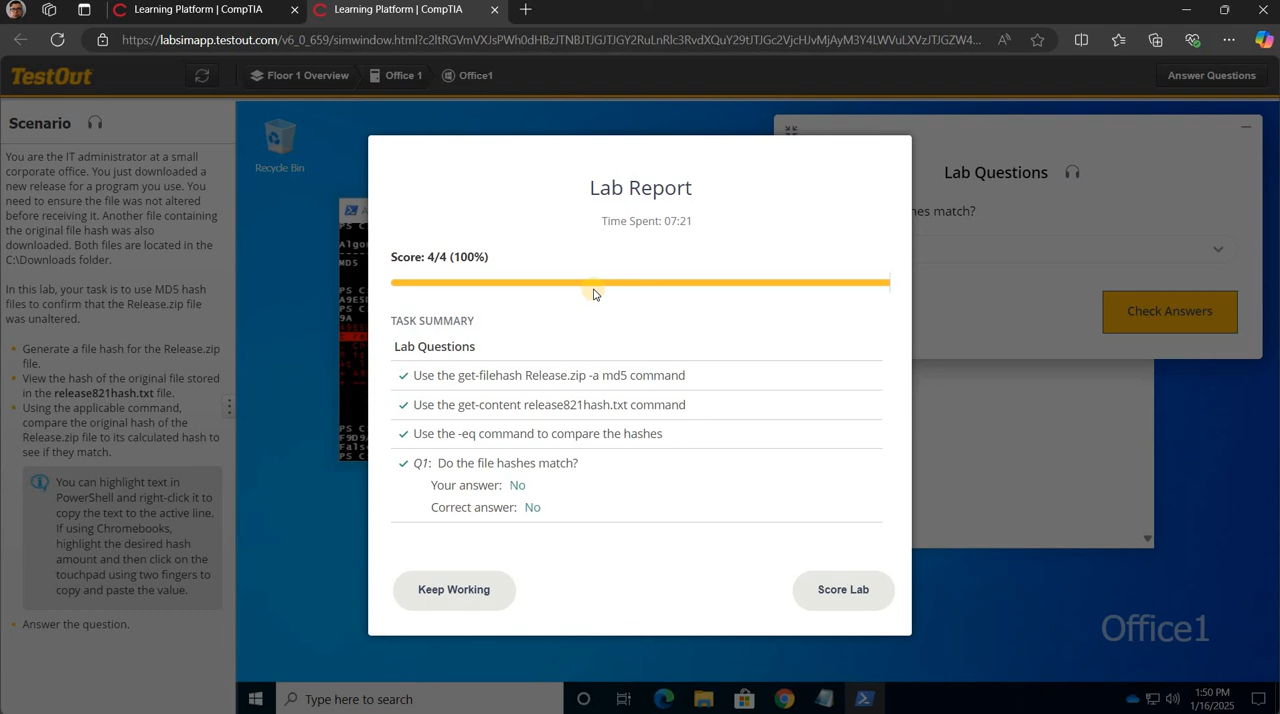 Learning Platform | CompTIA
Learning Platform | CompTIA
https://labsimapp.testout.com/v6_0_659/simwindow.html?c2ltRGVmVXJsPWh0dHBzJTNBJTJGJTJGY2RuLnRlc3RvdXQuY29tJTJGc2VjcHJvMjAyM3Y4LWVuLXVzJTJGZW4...
TestOut
Floor 1 Overview
Office 1
Office1
Answer Questions
Scenario
You are the IT administrator at a small
corporate office. You just downloaded a
new release for a program you use. You
need to ensure the file was not altered
before receiving it. Another file containing
the original file hash was also
downloaded. Both files are located in the
C:\Downloads folder.
In this lab, your task is to use MD5 hash
files to confirm that the Release.zip file
was unaltered.
Generate a file hash for the Release.zip
file.
View the hash of the original file stored
in the release821hash.txt file.
Using the applicable command,
compare the original hash of the
Release.zip file to its calculated hash to
see if they match.
You can highlight text in
PowerShell and right-click it to
copy the text to the active line.
If using Chromebooks,
highlight the desired hash
amount and then click on the
touchpad using two fingers to
copy and paste the value.
Answer the question.
Recycle Bin
PS C
Algo
MD5
PS C
A9ES
PS C
9A
PS C
F9D9
Fals
PS C
Lab Report
Time Spent: 07:21
Score: 4/4 (100%)
TASK SUMMARY
Lab Questions
Use the get-filehash Release.zip -a md5 command
Use the get-content release821hash.txt command
Use the -eq command to compare the hashes
Q1: Do the file hashes match?
Your answer: No
Correct answer: No
Keep Working
Score Lab
Lab Questions
hes match?
Check Answers
Office1
Type here to search
1:50 PM
1/16/2025